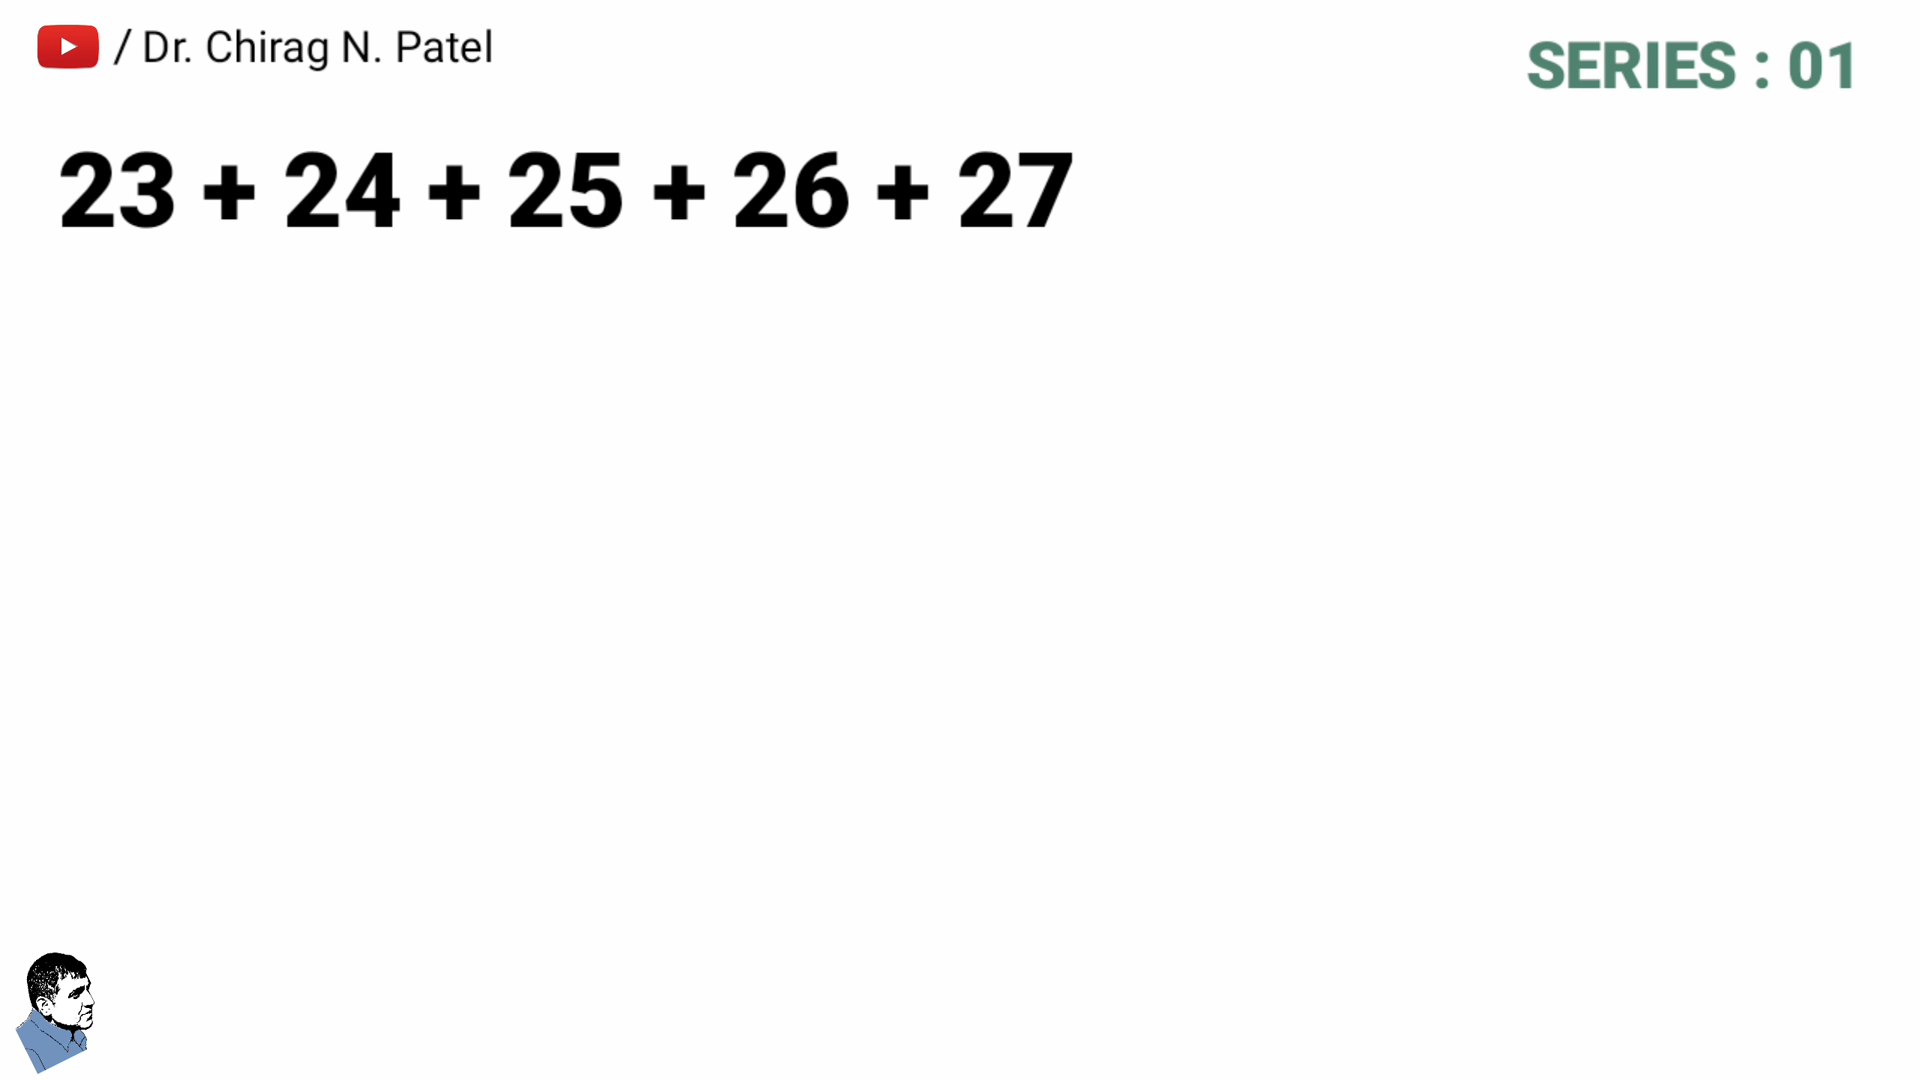 / Dr. Chirag N. Patel
SERIES : 01
23 + 24 + 25 + 26 + 27